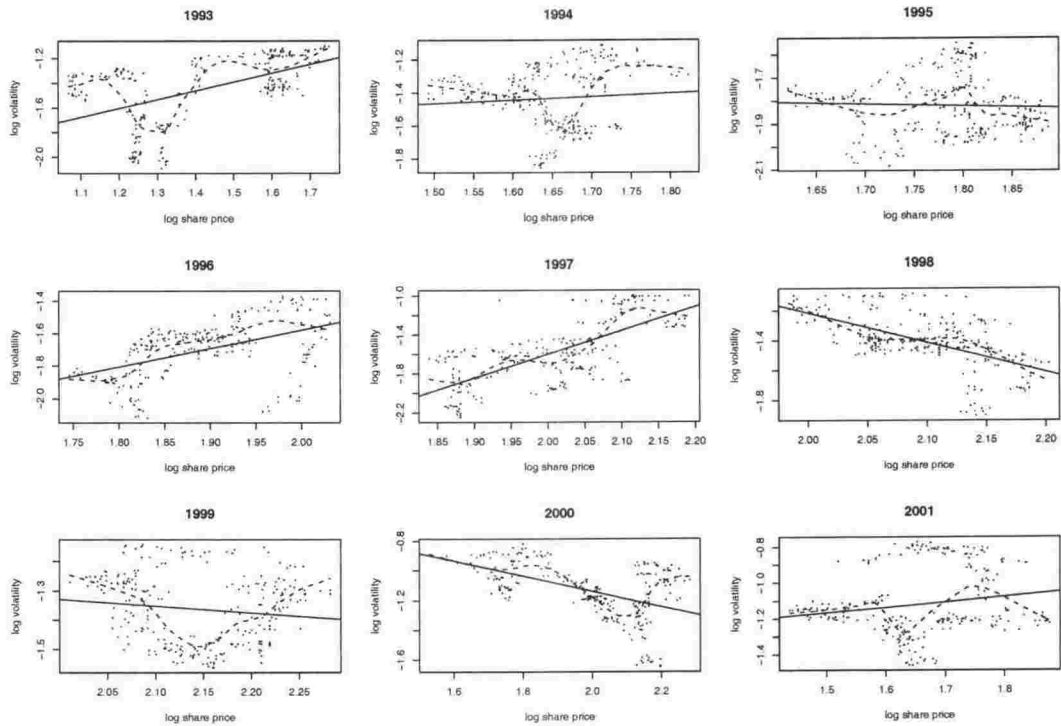 1993
1994
1995
log volatility
-1.2
-1.6
-2.0
1.1 1.2 1.3 1.4 1.5 1.6 1.7
log share price
log volatility
-1.2
-1.4
-1.6
-1.8
1.50 1.55 1.60 1.65 1.70 1.75 1.80
log share price
log volatility
-1.7
-1.9
-2.1
1.65 1.70 1.75 1.80 1.85
log share price
1996
1997
1998
log volatility
-1.4
-1.6
-1.8
-2.0
1.75 1.80 1.85 1.90 1.95 2.00
log share price
log volatility
-1.0
-1.4
-1.8
-2.2
1.85 1.90 1.95 2.00 2.05 2.10 2.15 2.20
log share price
log volatility
-1.4
-1.8
2.00 2.05 2.10 2.15 2.20
log share price
1999
2000
2001
log volatility
-1.3
-1.5
2.05 2.10 2.15 2.20 2.25
log share price
log volatility
-0.8
-1.2
-1.6
1.6 1.8 2.0 2.2
log share price
log volatility
-0.8
-1.0
-1.2
-1.4
1.5 1.6 1.7 1.8
log share price